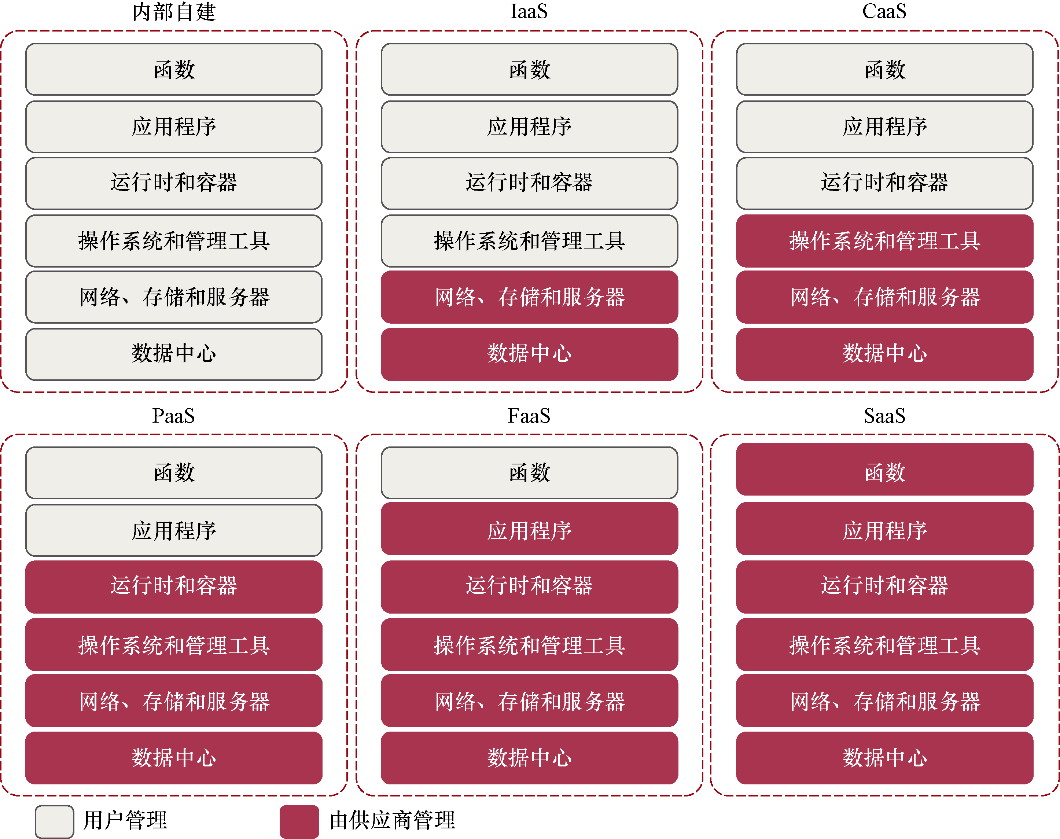 内部自建
函数
应用程序
运行时和容器
操作系统和管理工具
网络、存储和服务器
数据中心
IaaS
函数
应用程序
运行时和容器
操作系统和管理工具
网络、存储和服务器
数据中心
CaaS
函数
应用程序
运行时和容器
操作系统和管理工具
网络、存储和服务器
数据中心
PaaS
函数
应用程序
运行时和容器
操作系统和管理工具
网络、存储和服务器
数据中心
FaaS
函数
应用程序
运行时和容器
操作系统和管理工具
网络、存储和服务器
数据中心
SaaS
函数
应用程序
运行时和容器
操作系统和管理工具
网络、存储和服务器
数据中心
用户管理
由供应商管理